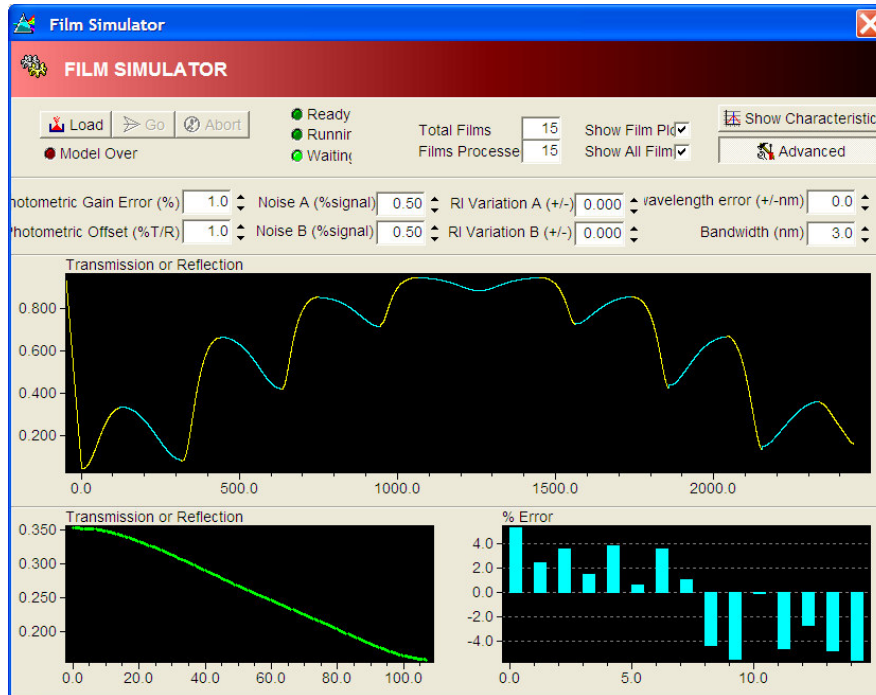 Film Simulator
FILM SIMULATOR
Load Go Abort
Model Over
Ready
Runnir
Waiting
Total Films 15
Films Processe 15
Show Film Plo
Show All Film
Show Characteristic
Advanced
hotometric Gain Error (%) 1.0
Photometric Offset (%T/R) 1.0
Noise A (%signal) 0.50
Noise B (%signal) 0.50
RI Variation A (+/-) 0.000
RI Variation B (+/-) 0.000
wavelength error (+/-nm) 0.0
Bandwidth (nm) 3.0
Transmission or Reflection
0.800
0.600
0.400
0.200
0.0 500.0 1000.0 1500.0 2000.0
Transmission or Reflection
0.350
0.300
0.250
0.200
0.0 20.0 40.0 60.0 80.0 100.0
% Error
4.0
2.0
0.0
-2.0
-4.0
0.0 5.0 10.0